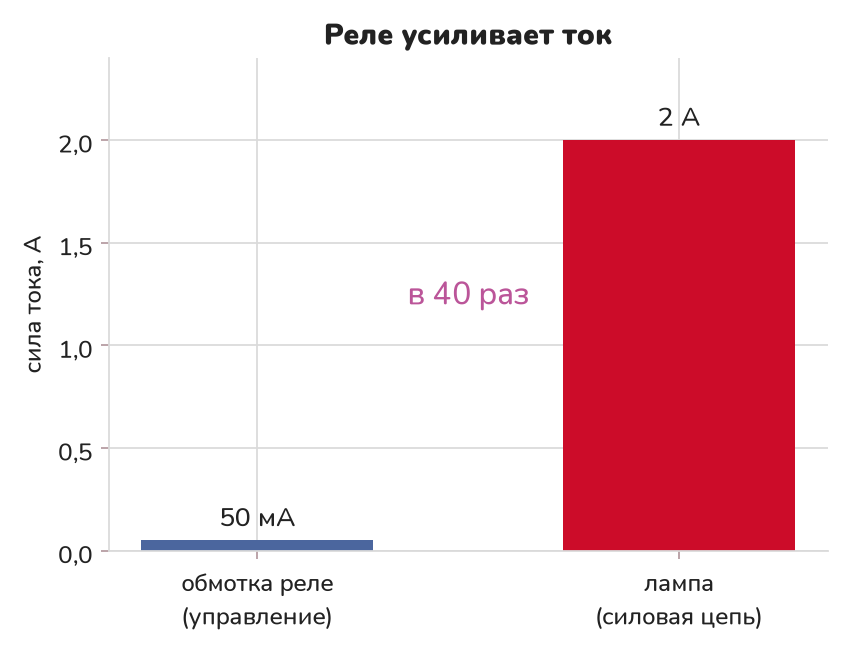 Реле усиливает ток
сила тока, А
2,0
1,5
1,0
0,5
0,0
50 мА
2 А
в 40 раз
обмотка реле
(управление)
лампа
(силовая цепь)